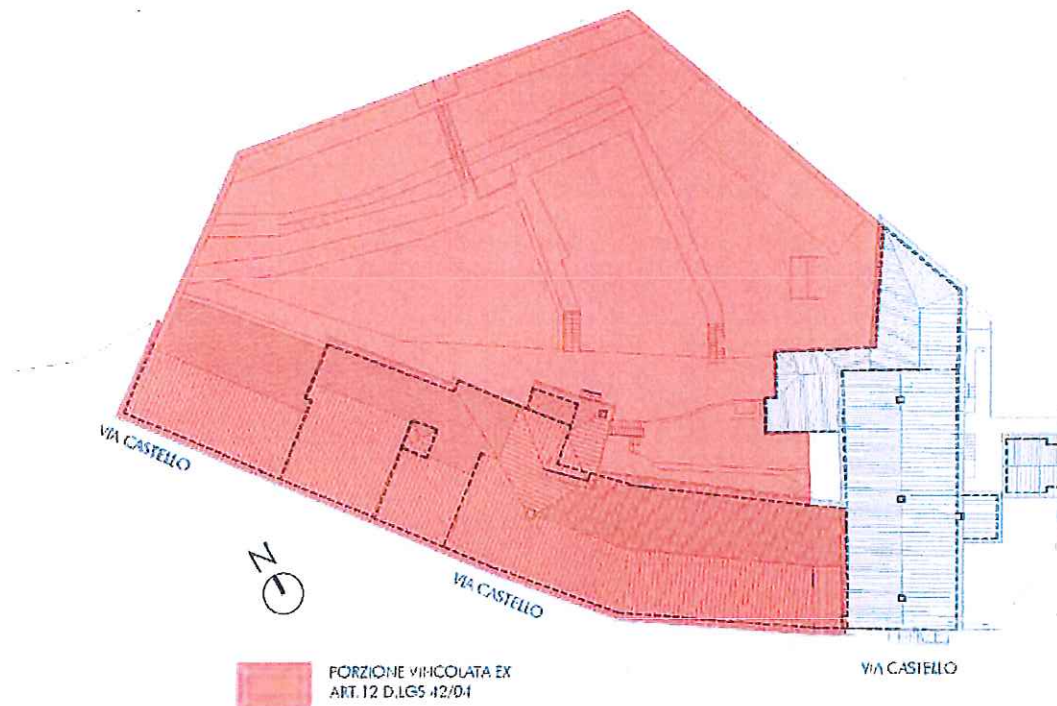 VIA CASTELLO
N
VIA CASTELLO
VIA CASTELLO
PORZIONE VINCOLATA EX
ART.12 D.LGS 42/04